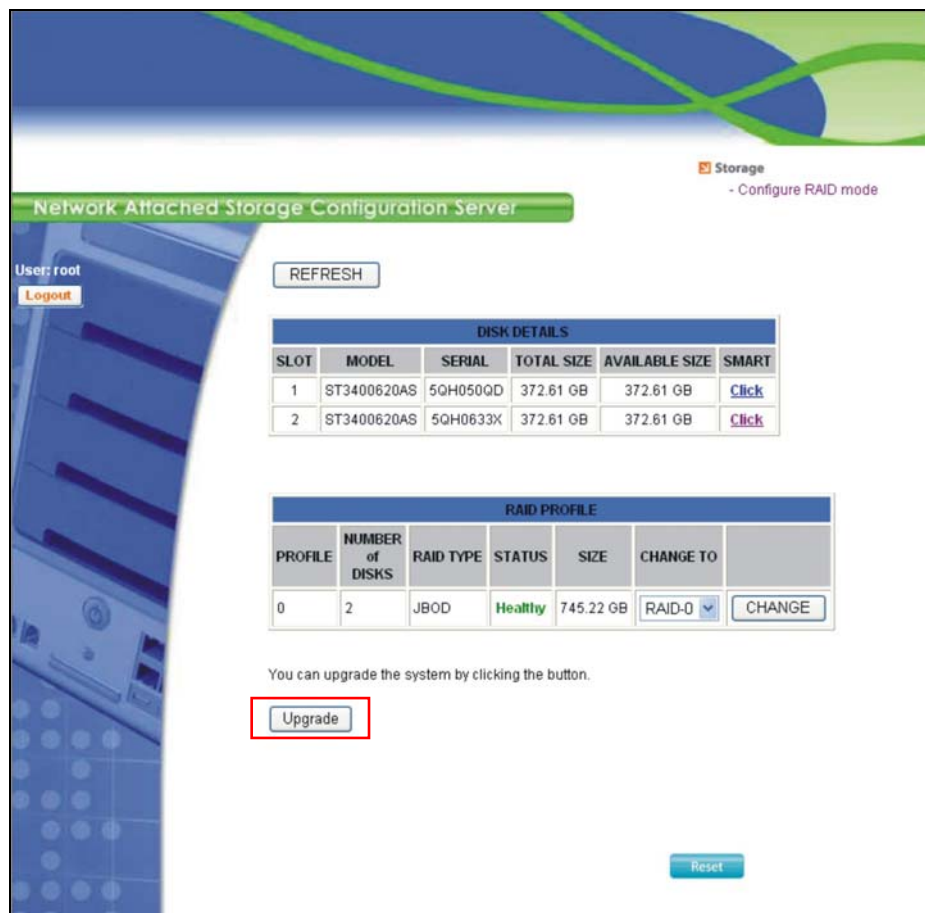 Storage
- Configure RAID mode
Network Attached Storage Configuration Server
User: root
Logout
REFRESH
DISK DETAILS
SLOT MODEL SERIAL TOTAL SIZE AVAILABLE SIZE SMART
1 ST3400620AS 5QH050QD 372.61 GB 372.61 GB Click
2 ST3400620AS 5QH0633X 372.61 GB 372.61 GB Click
RAID PROFILE
PROFILE NUMBER of DISKS RAID TYPE STATUS SIZE CHANGE TO
0 2 JBOD Healthy 745.22 GB RAID-0 CHANGE
You can upgrade the system by clicking the button.
Upgrade
Reset